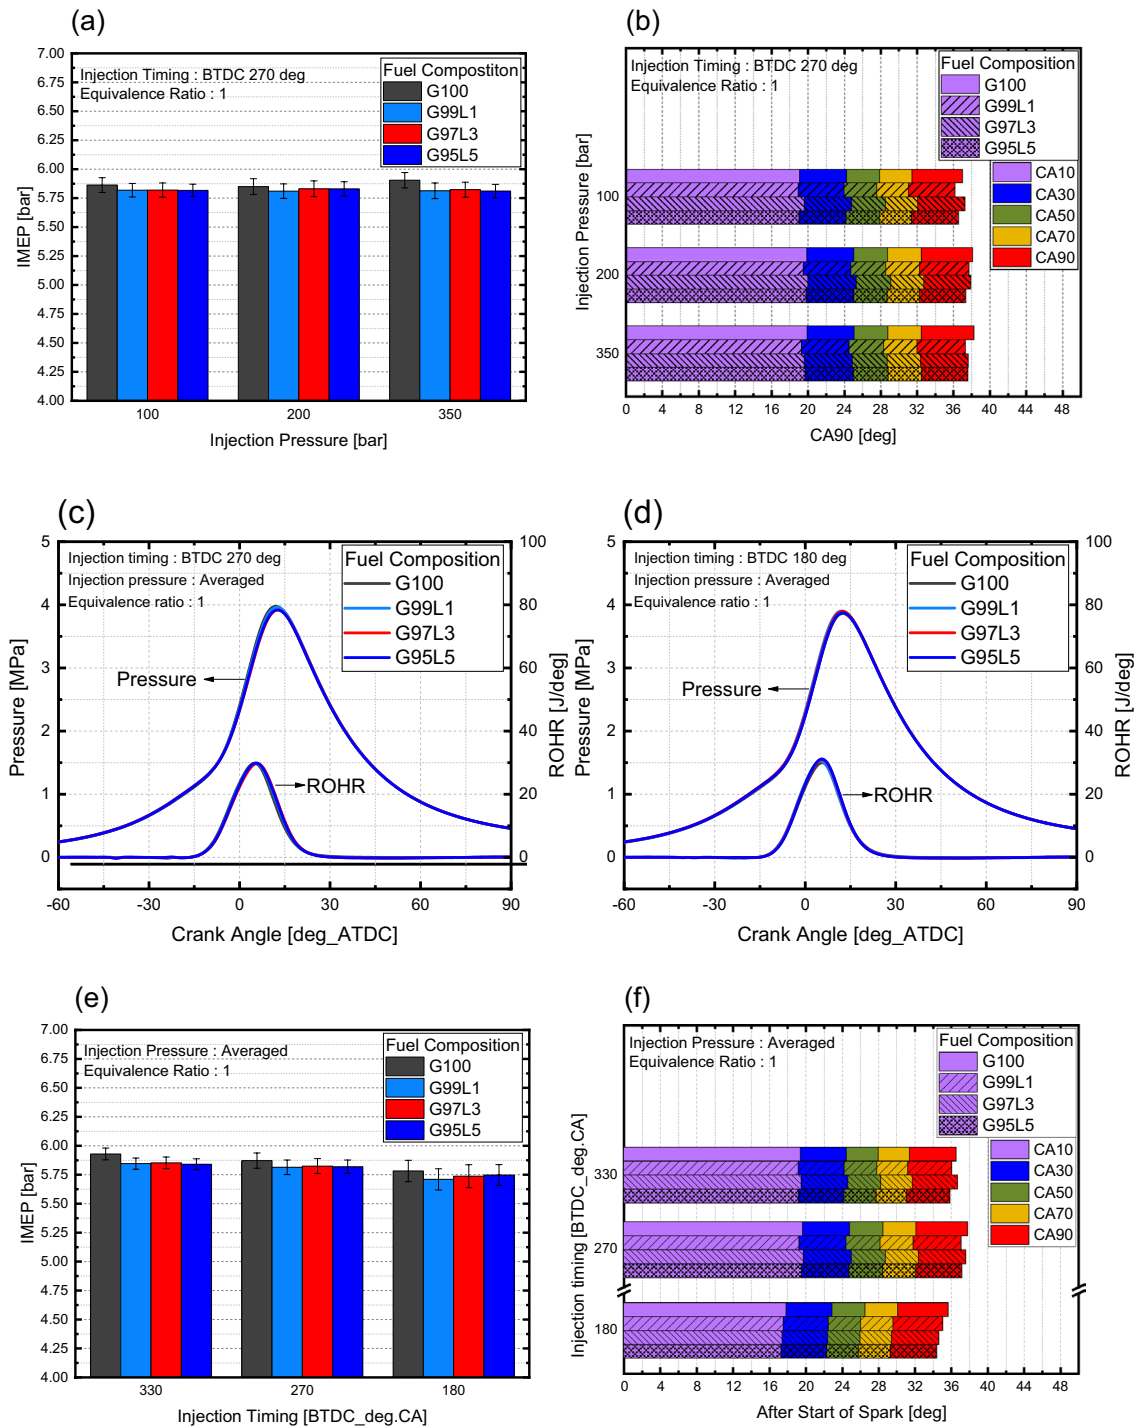 (a)
7.00
6.75
6.50
6.25
6.00
5.75
5.50
5.25
5.00
4.75
4.50
4.25
4.00
IMEP [bar]
Injection Timing : BTDC 270 deg
Equivalence Ratio : 1
Fuel Compostiton
G100
G99L1
G97L3
G95L5
100
200
350
Injection Pressure [bar]
(b)
Injection Timing : BTDC 270 deg
Equivalence Ratio : 1
Fuel Composition
G100
G99L1
G97L3
G95L5
CA10
CA30
CA50
CA70
CA90
Injection Pressure [bar]
100
200
350
0 4 8 12 16 20 24 28 32 36 40 44 48
CA90 [deg]
(c)
5
4
3
2
1
0
Pressure [MPa]
Injection timing : BTDC 270 deg
Injection pressure : Averaged
Equivalence ratio : 1
Fuel Composition
G100
G99L1
G97L3
G95L5
Pressure
ROHR
100
80
60
40
20
0
ROHR [J/deg]
-60 -30 0 30 60 90
Crank Angle [deg_ATDC]
(d)
5
4
3
2
1
0
Pressure [MPa]
Injection timing : BTDC 180 deg
Injection pressure : Averaged
Equivalence ratio : 1
Fuel Composition
G100
G99L1
G97L3
G95L5
Pressure
ROHR
100
80
60
40
20
0
ROHR [J/deg]
-60 -30 0 30 60 90
Crank Angle [deg_ATDC]
(e)
7.00
6.75
6.50
6.25
6.00
5.75
5.50
5.25
5.00
4.75
4.50
4.25
4.00
IMEP [bar]
Injection Pressure : Averaged
Equivalence Ratio : 1
Fuel Composition
G100
G99L1
G97L3
G95L5
330
270
180
Injection Timing [BTDC_deg.CA]
(f)
Injection Pressure : Averaged
Equivalence Ratio : 1
Fuel Composition
G100
G99L1
G97L3
G95L5
CA10
CA30
CA50
CA70
CA90
Injection timing [BTDC_deg.CA]
330
270
180
0 4 8 12 16 20 24 28 32 36 40 44 48
After Start of Spark [deg]